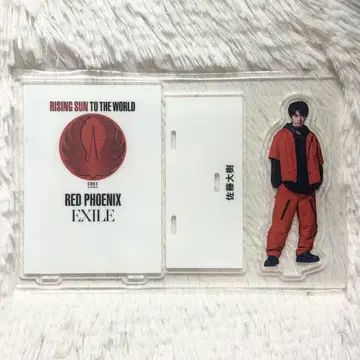 RISING SUN TO THE WORLD
RED PHOENIX
EXILE
佐藤大樹